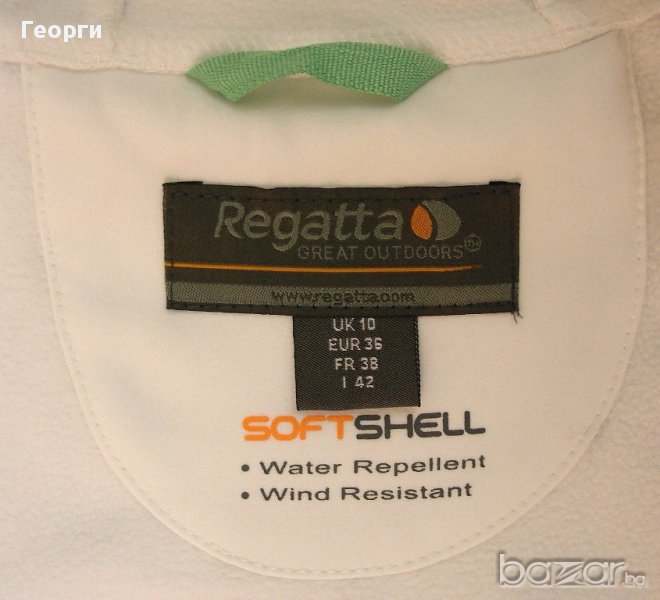 Георги
Regatta
GREAT OUTDOORS™
www.regatta.com
UK 10
EUR 36
FR 38
I 42
SOFTSHELL
• Water Repellent
• Wind Resistant
bazar.bg